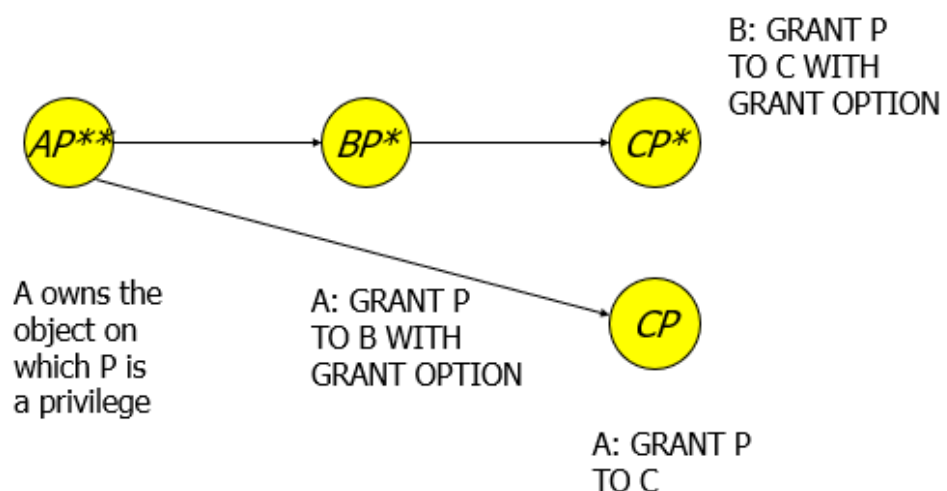 B: GRANT P
TO C WITH
GRANT OPTION
AP**
BP*
CP*
A owns the
object on
which P is
a privilege
A: GRANT P
TO B WITH
GRANT OPTION
CP
A: GRANT P
TO C